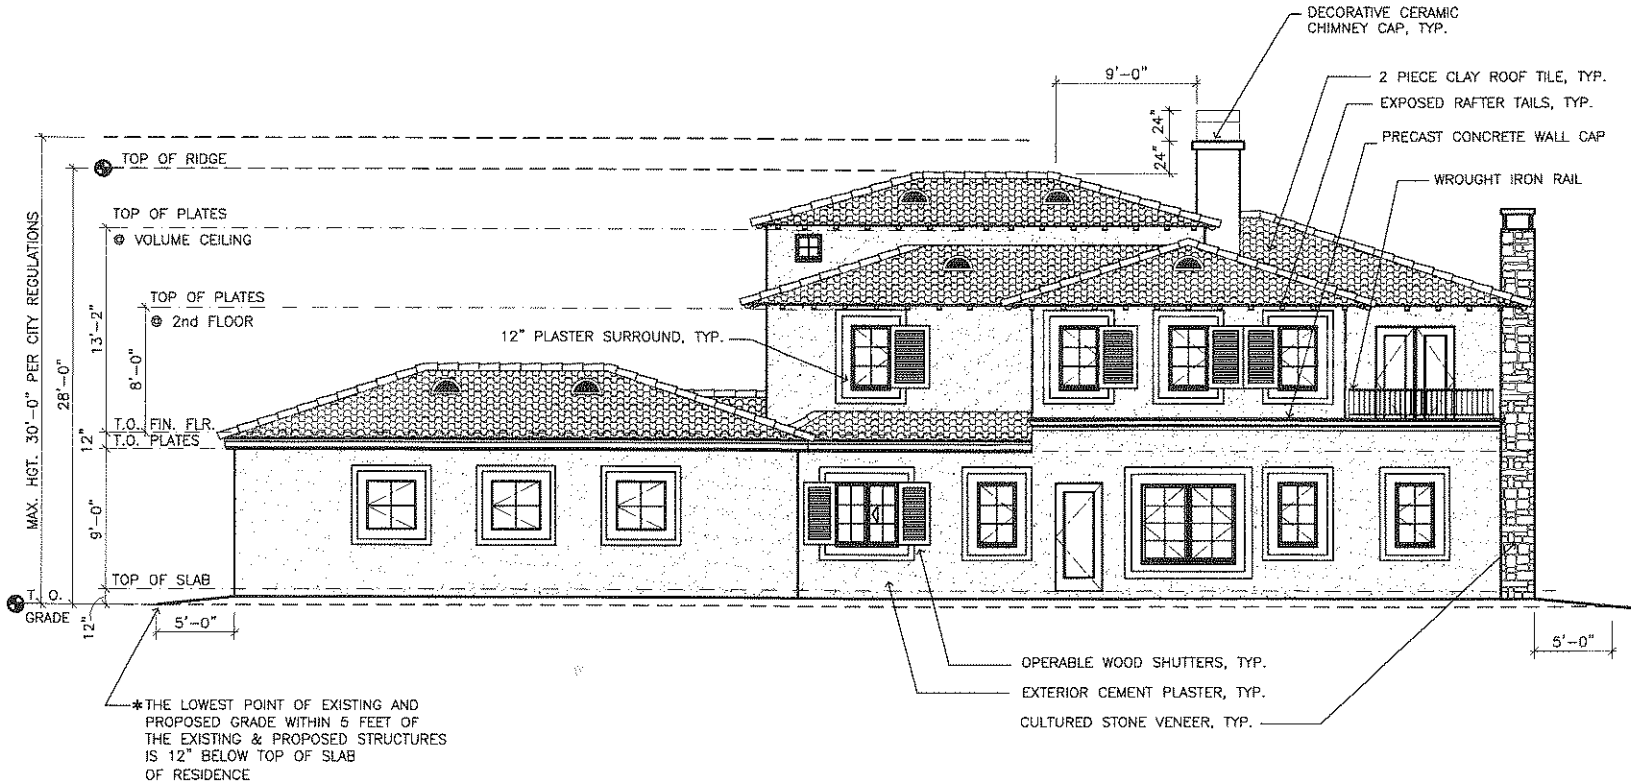 DECORATIVE CERAMIC
CHIMNEY CAP, TYP.
9'-0"
2 PIECE CLAY ROOF TILE, TYP.
EXPOSED RAFTER TAILS, TYP.
24"
PRECAST CONCRETE WALL CAP
24"
TOP OF RIDGE
WROUGHT IRON RAIL
MAX. HGT. 30'-0" PER CITY REGULATIONS
28'-0"
TOP OF PLATES
@ VOLUME CEILING
13'-2"
TOP OF PLATES
@ 2nd FLOOR
8'-0"
12" PLASTER SURROUND, TYP.
T.O. FIN. FLR.
12"
T.O. PLATES
9'-0"
TOP OF SLAB
T. O.
GRADE
12"
5'-0"
5'-0"
*THE LOWEST POINT OF EXISTING AND
PROPOSED GRADE WITHIN 5 FEET OF
THE EXISTING & PROPOSED STRUCTURES
IS 12" BELOW TOP OF SLAB
OF RESIDENCE
OPERABLE WOOD SHUTTERS, TYP.
EXTERIOR CEMENT PLASTER, TYP.
CULTURED STONE VENEER, TYP.